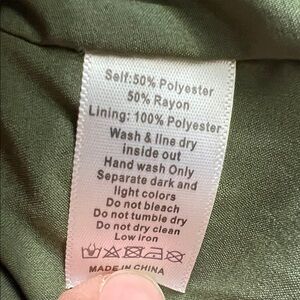 Self:50% Polyester
50% Rayon
Lining: 100% Polyester
Wash & line dry
inside out
Hand wash Only
Separate dark and
light colors
Do not bleach
Do not tumble dry
Do not dry clean
Low iron
MADE IN CHINA